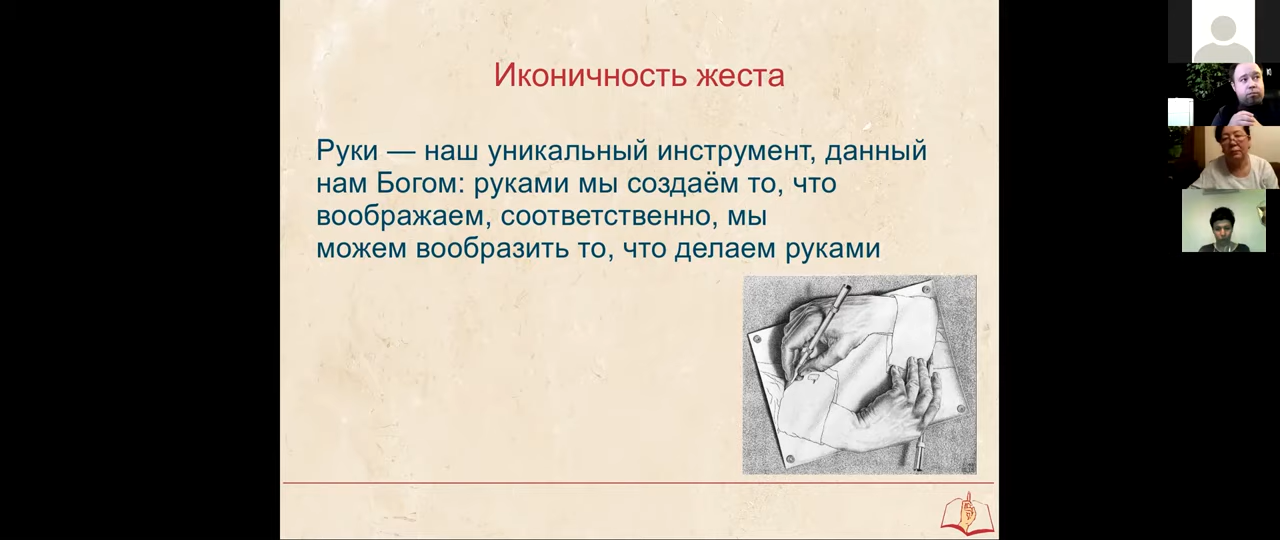 Иконичность жеста
Руки — наш уникальный инструмент, данный
нам Богом: руками мы создаём то, что
воображаем, соответственно, мы
можем вообразить то, что делаем руками